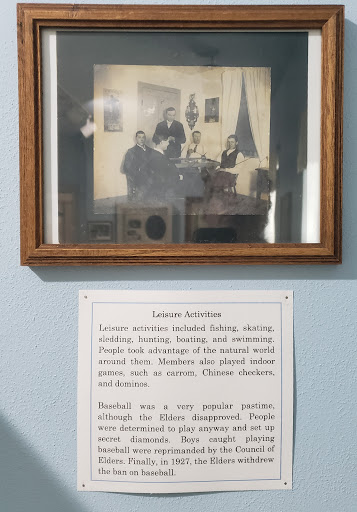 Leisure Activities
Leisure activities included fishing, skating,
sledding, hunting, boating, and swimming.
People took advantage of the natural world
around them. Members also played indoor
games, such as carrom, Chinese checkers,
and dominos.
Baseball was a very popular pastime,
although the Elders disapproved. People
were determined to play anyway and set up
secret diamonds. Boys caught playing
baseball were reprimanded by the Council of
Elders. Finally, in 1927, the Elders withdrew
the ban on baseball.